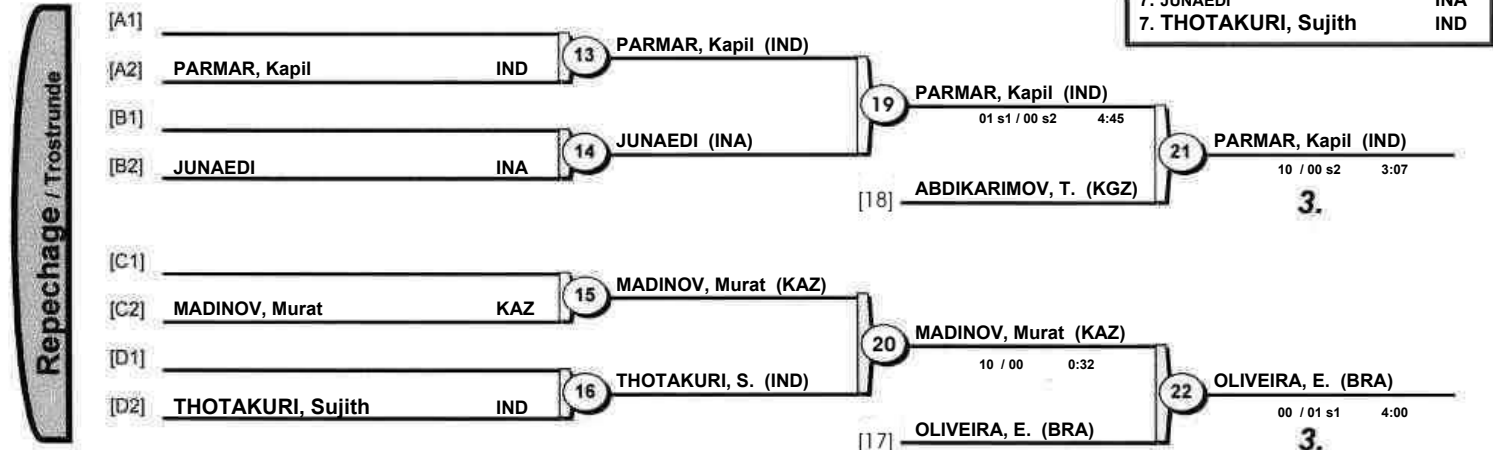 7. JUNAEDI INA
7. THOTAKURI, Sujith IND
Repechage / Trostrunde
[A1]
[A2] PARMAR, Kapil IND
13 PARMAR, Kapil (IND)
[B1]
[B2] JUNAEDI INA
14 JUNAEDI (INA)
19 PARMAR, Kapil (IND)
01 s1 / 00 s2 4:45
[18] ABDIKARIMOV, T. (KGZ)
21 PARMAR, Kapil (IND)
10 / 00 s2 3:07
3.
[C1]
[C2] MADINOV, Murat KAZ
15 MADINOV, Murat (KAZ)
[D1]
[D2] THOTAKURI, Sujith IND
16 THOTAKURI, S. (IND)
20 MADINOV, Murat (KAZ)
10 / 00 0:32
[17] OLIVEIRA, E. (BRA)
22 OLIVEIRA, E. (BRA)
00 / 01 s1 4:00
3.